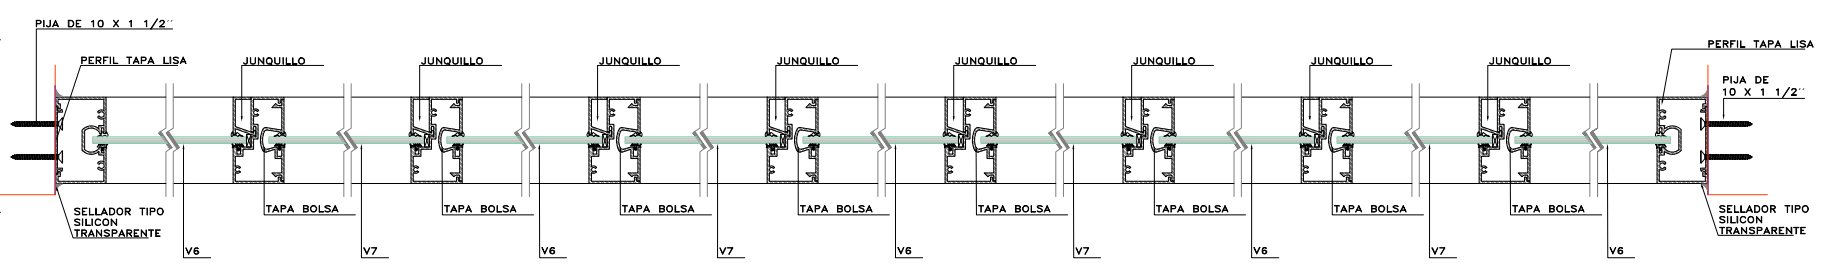 PIJA DE 10 X 1 1/2''
PERFIL TAPA LISA
JUNQUILLO
JUNQUILLO
JUNQUILLO
JUNQUILLO
JUNQUILLO
JUNQUILLO
JUNQUILLO
JUNQUILLO
PERFIL TAPA LISA
PIJA DE
10 X 1 1/2''
SELLADOR TIPO
SILICON
TRANSPARENTE
TAPA BOLSA
TAPA BOLSA
TAPA BOLSA
TAPA BOLSA
TAPA BOLSA
TAPA BOLSA
TAPA BOLSA
TAPA BOLSA
SELLADOR TIPO
SILICON
TRANSPARENTE
V6
V7
V6
V7
V6
V7
V6
V7
V6